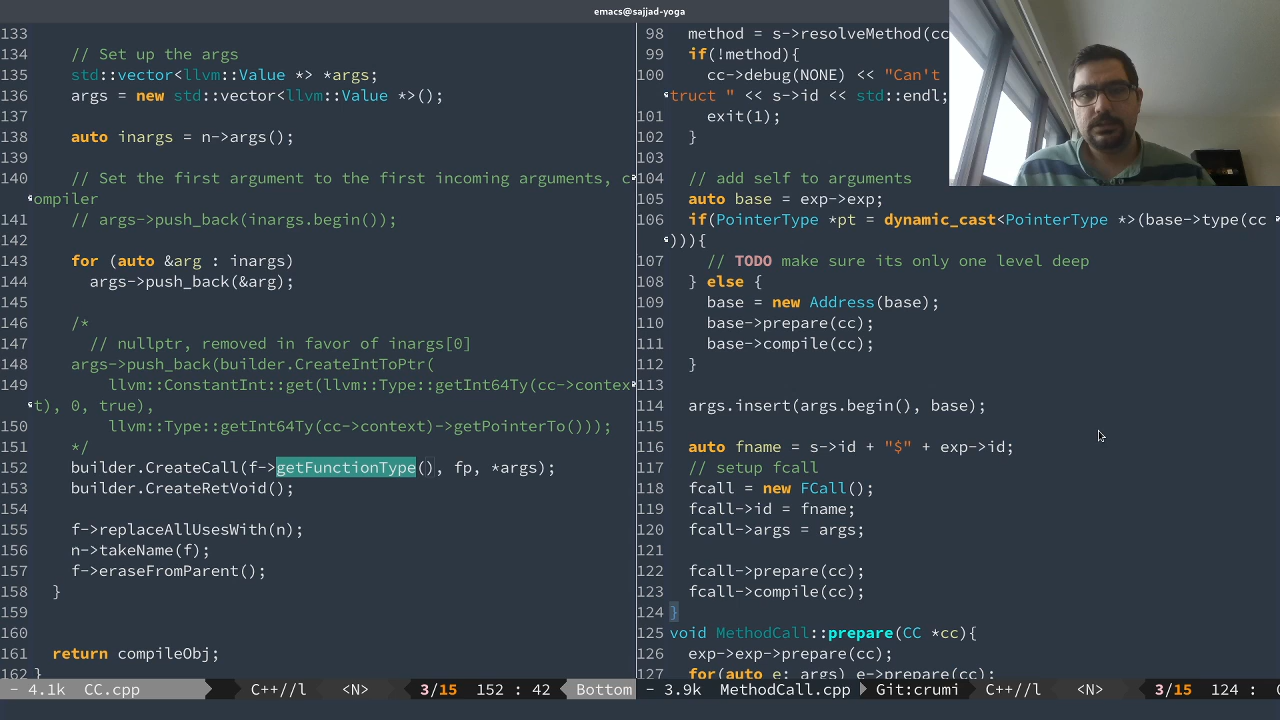 emacs@sajjad-yoga
133
134 // Set up the args
135 std::vector<llvm::Value *> *args;
136 args = new std::vector<llvm::Value *>();
137
138 auto inargs = n->args();
139
140 // Set the first argument to the first incoming arguments, c
ompiler
141 // args->push_back(inargs.begin());
142
143 for (auto &arg : inargs)
144 args->push_back(&arg);
145
146 /*
147 // nullptr, removed in favor of inargs[0]
148 args->push_back(builder.CreateIntToPtr(
149 llvm::ConstantInt::get(llvm::Type::getInt64Ty(cc->contex
t), 0, true),
150 llvm::Type::getInt64Ty(cc->context)->getPointerTo()));
151 */
152 builder.CreateCall(f->getFunctionType(), fp, *args);
153 builder.CreateRetVoid();
154
155 f->replaceAllUsesWith(n);
156 n->takeName(f);
157 f->eraseFromParent();
158 }
159
160
161 return compileObj;
162 }
- 4.1k CC.cpp C++//l <N> 3/15 152 : 42 Bottom
98 method = s->resolveMethod(cc
99 if(!method){
100 cc->debug(NONE) << "Can't
truct " << s->id << std::endl;
101 exit(1);
102 }
103
104 // add self to arguments
105 auto base = exp->exp;
106 if(PointerType *pt = dynamic_cast<PointerType *>(base->type(cc
))){
107 // TODO make sure its only one level deep
108 } else {
109 base = new Address(base);
110 base->prepare(cc);
111 base->compile(cc);
112 }
113
114 args.insert(args.begin(), base);
115
116 auto fname = s->id + "$" + exp->id;
117 // setup fcall
118 fcall = new FCall();
119 fcall->id = fname;
120 fcall->args = args;
121
122 fcall->prepare(cc);
123 fcall->compile(cc);
124 }
125 void MethodCall::prepare(CC *cc){
126 exp->exp->prepare(cc);
127 for(auto e: args) e->prepare(cc);
- 3.9k MethodCall.cpp Git:crumi C++//l <N> 3/15 124 :